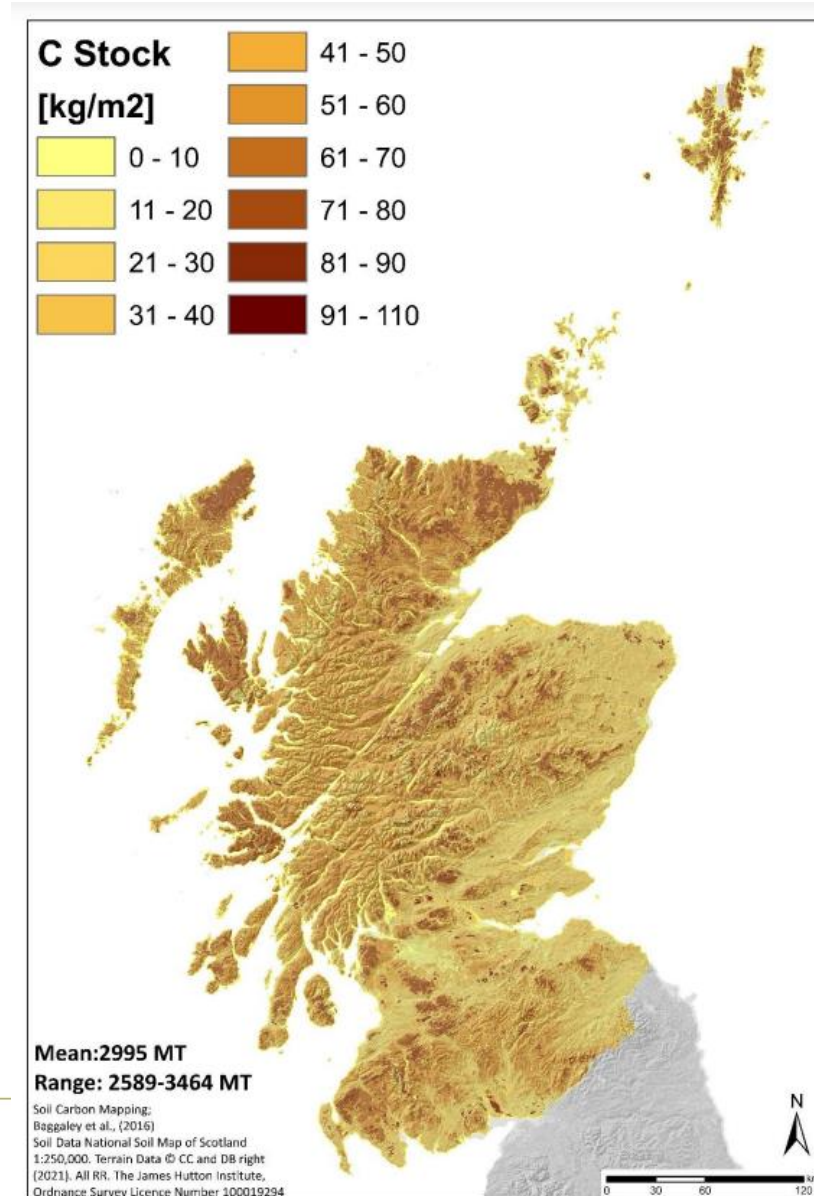 C Stock
[kg/m2]
0 - 10
11 - 20
21 - 30
31 - 40
41 - 50
51 - 60
61 - 70
71 - 80
81 - 90
91 - 110
Mean:2995 MT
Range: 2589-3464 MT
Soil Carbon Mapping;
Baggaley et al., (2016)
Soil Data National Soil Map of Scotland
1:250,000. Terrain Data © CC and DB right
(2021). All RR. The James Hutton Institute,
Ordnance Survey Licence Number 100019294
N
0 30 60 120